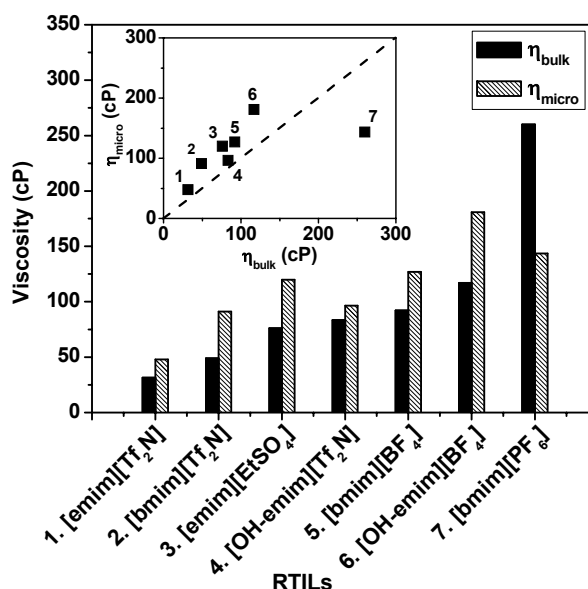 350
300
250
200
150
100
50
0
Viscosity (cP)
η_bulk
η_micro
300
200
100
0
η_micro (cP)
1
2
3
4
5
6
7
0
100
200
300
η_bulk (cP)
1. [emim][Tf₂N]
2. [bmim][Tf₂N]
3. [emim][EtSO₄]
4. [OH-emim][Tf₂N]
5. [bmim][BF₄]
6. [OH-emim][BF₄]
7. [bmim][PF₆]
RTILs